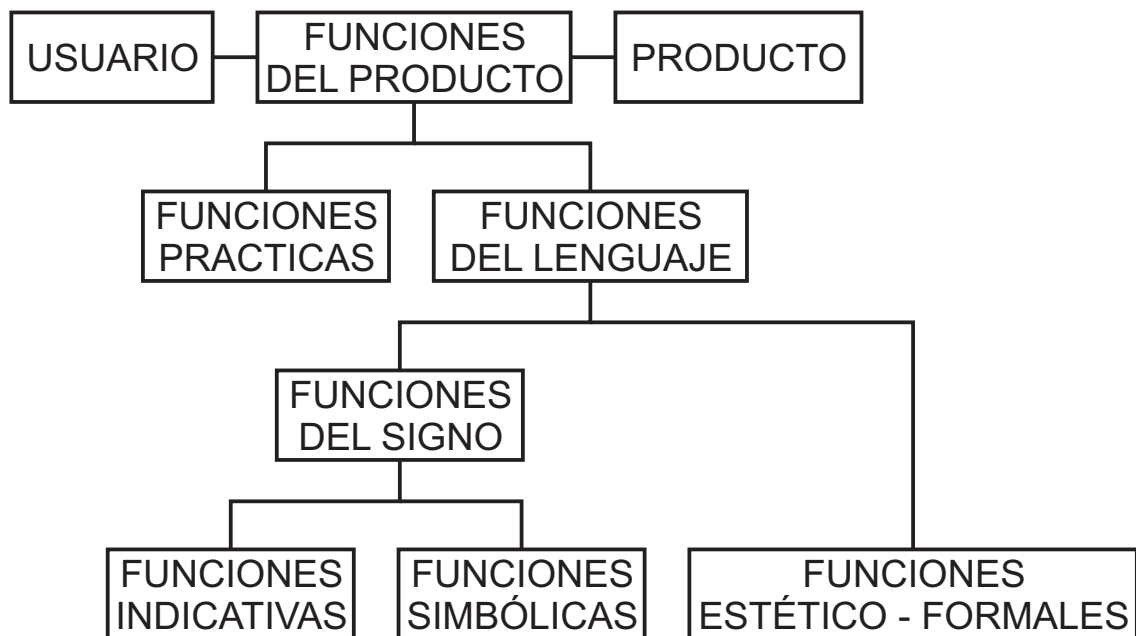 USUARIO
FUNCIONES
DEL PRODUCTO
PRODUCTO
FUNCIONES
PRACTICAS
FUNCIONES
DEL LENGUAJE
FUNCIONES
DEL SIGNO
FUNCIONES
INDICATIVAS
FUNCIONES
SIMBÓLICAS
FUNCIONES
ESTÉTICO - FORMALES